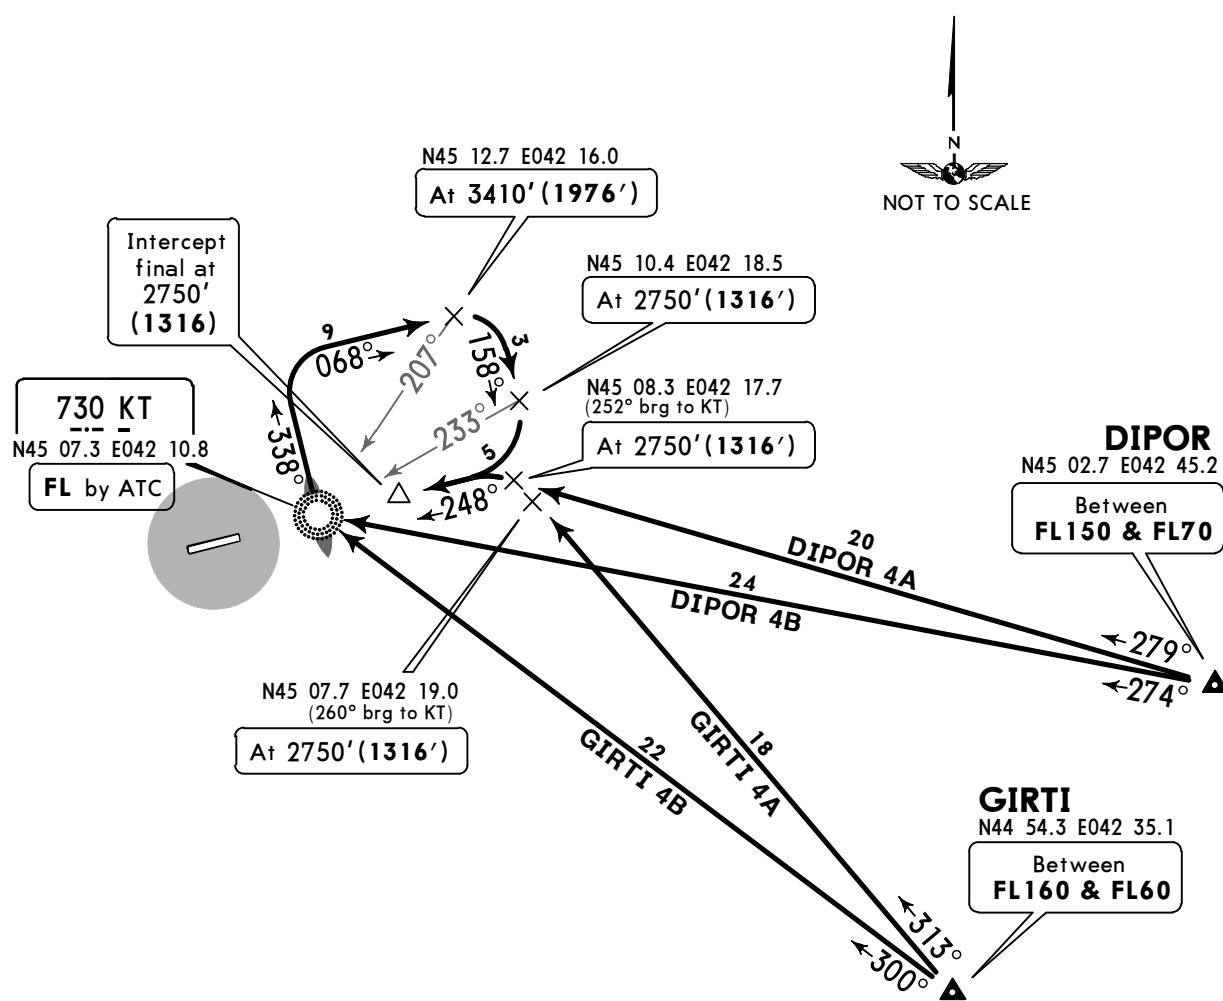 N
NOT TO SCALE
N45 12.7 E042 16.0
At 3410' (1976')
Intercept
final at
2750'
(1316)
N45 10.4 E042 18.5
At 2750' (1316')
9
068°
207°
3
158°
N45 08.3 E042 17.7
(252° brg to KT)
At 2750' (1316')
730 KT
N45 07.3 E042 10.8
FL by ATC
338°
233°
5
248°
DIPOR
N45 02.7 E042 45.2
Between
FL150 & FL70
20
DIPOR 4A
24
DIPOR 4B
279°
274°
N45 07.7 E042 19.0
(260° brg to KT)
At 2750' (1316')
22
GIRTI 4B
18
GIRTI 4A
GIRTI
N44 54.3 E042 35.1
Between
FL160 & FL60
313°
300°